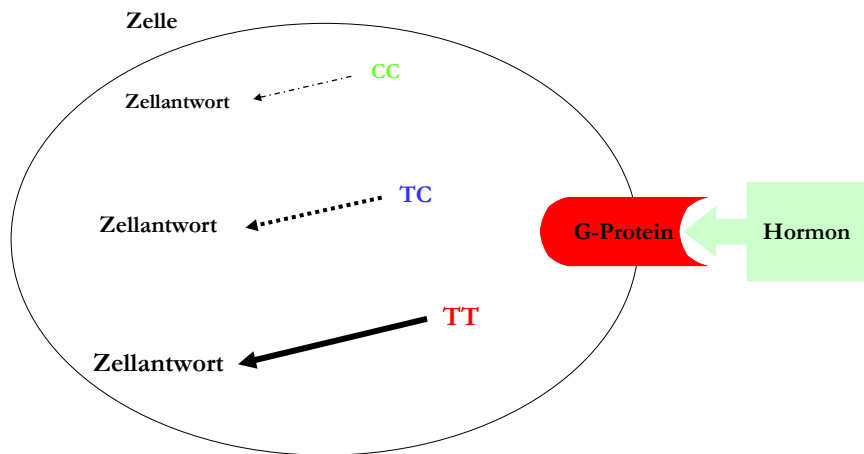 Zelle
CC
Zellantwort
TC
Zellantwort
G-Protein
Hormon
TT
Zellantwort